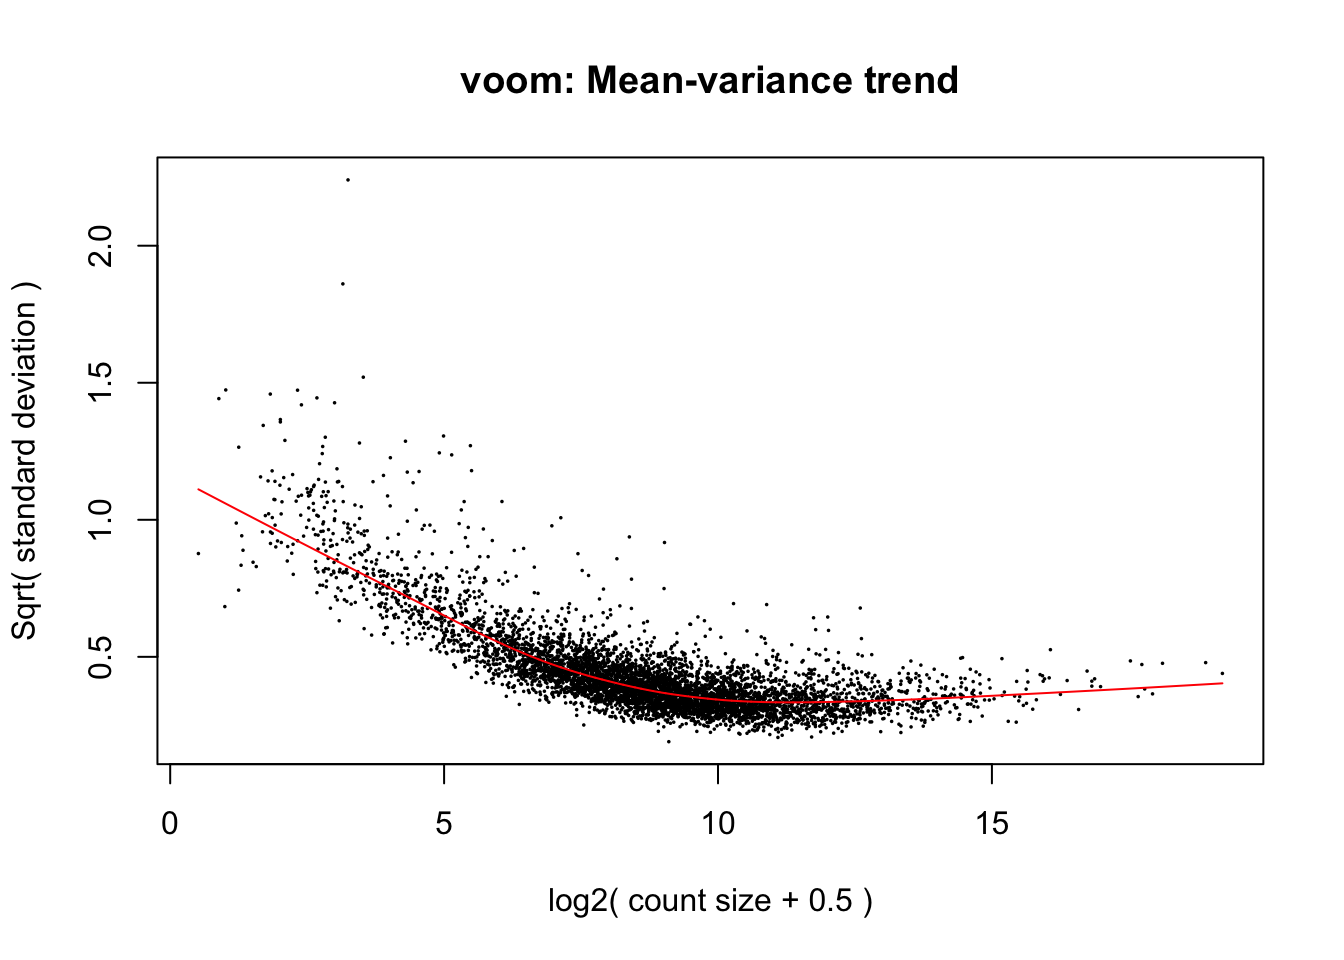 voom: Mean-variance trend
Sqrt( standard deviation )
2.0
1.5
1.0
0.5
0 5 10 15
log2( count size + 0.5 )